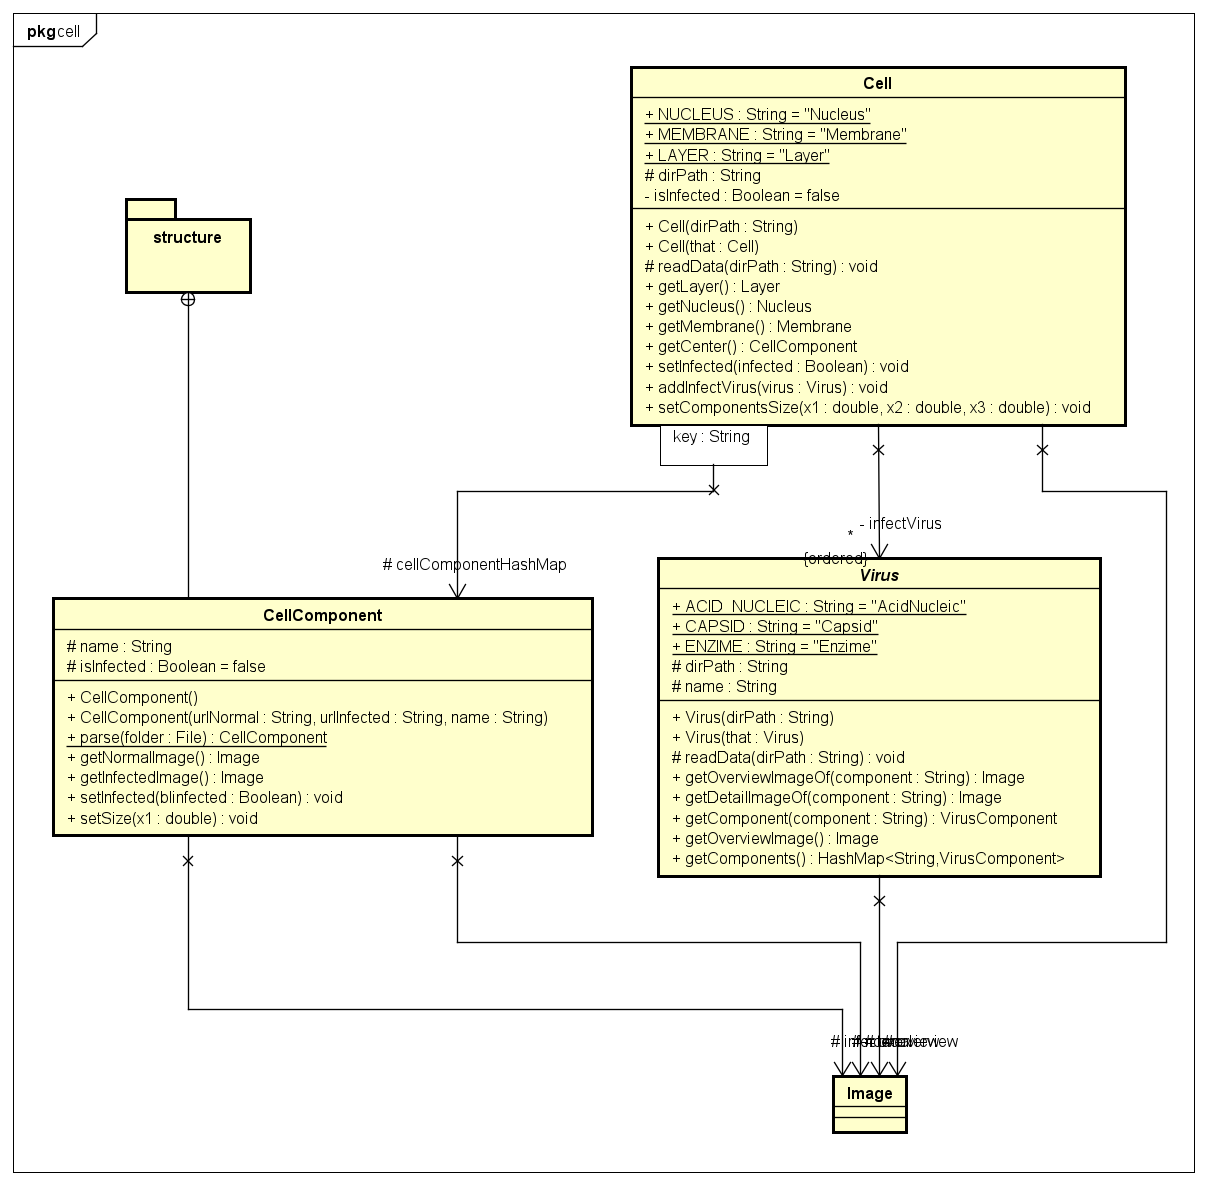 pkg cell
Cell
+ NUCLEUS : String = "Nucleus"
+ MEMBRANE : String = "Membrane"
+ LAYER : String = "Layer"
# dirPath : String
- isInfected : Boolean = false
+ Cell(dirPath : String)
+ Cell(that : Cell)
# readData(dirPath : String) : void
+ getLayer() : Layer
+ getNucleus() : Nucleus
+ getMembrane() : Membrane
+ getCenter() : CellComponent
+ setInfected(infected : Boolean) : void
+ addInfectVirus(virus : Virus) : void
+ setComponentsSize(x1 : double, x2 : double, x3 : double) : void
structure
key : String
- infectVirus
*
{ordered}
# cellComponentHashMap
CellComponent
# name : String
# isInfected : Boolean = false
+ CellComponent()
+ CellComponent(urlNormal : String, urlInfected : String, name : String)
+ parse(folder : File) : CellComponent
+ getNormalImage() : Image
+ getInfectedImage() : Image
+ setInfected(blinfected : Boolean) : void
+ setSize(x1 : double) : void
Virus
+ ACID_NUCLEIC : String = "AcidNucleic"
+ CAPSID : String = "Capsid"
+ ENZIME : String = "Enzime"
# dirPath : String
# name : String
+ Virus(dirPath : String)
+ Virus(that : Virus)
# readData(dirPath : String) : void
+ getOverviewImageOf(component : String) : Image
+ getDetailImageOf(component : String) : Image
+ getComponent(component : String) : VirusComponent
+ getOverviewImage() : Image
+ getComponents() : HashMap<String,VirusComponent>
Image